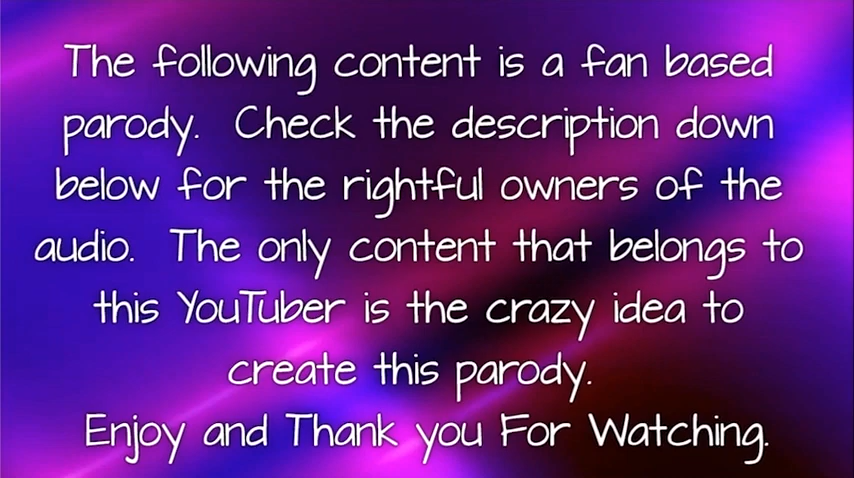 The following content is a fan based
parody.  Check the description down
below for the rightful owners of the
audio.  The only content that belongs to
this YouTuber is the crazy idea to
create this parody.
Enjoy and Thank you For Watching.